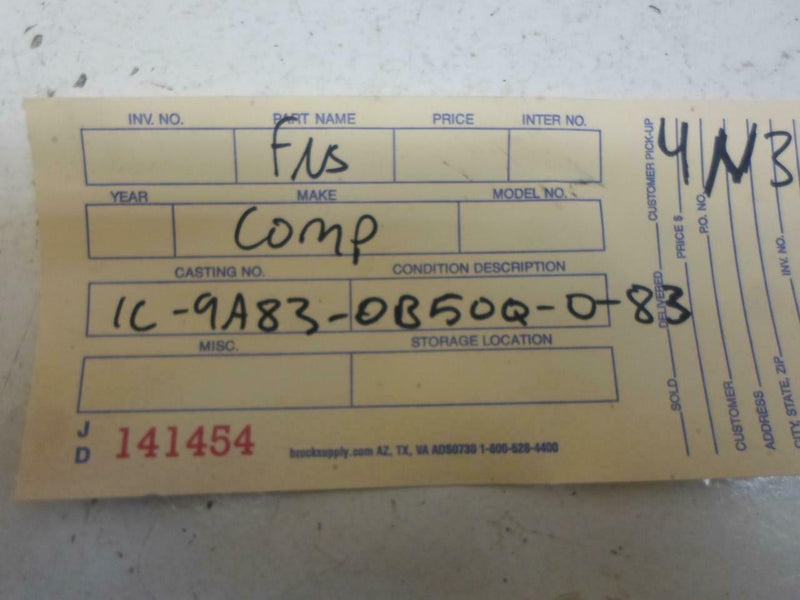 INV. NO. PART NAME PRICE INTER NO.
FNS
YEAR MAKE MODEL NO.
Comp
CASTING NO. CONDITION DESCRIPTION
1C-9A83-0B50Q-0-83
MISC. STORAGE LOCATION
JD 141454
brucksupply.com AZ, TX, VA ADS0730 1-800-528-4400
4N3
DELIVERED CUSTOMER PICK-UP
SOLD PRICE $
P.O. NO.
CUSTOMER
ADDRESS INV. NO.
CITY, STATE, ZIP